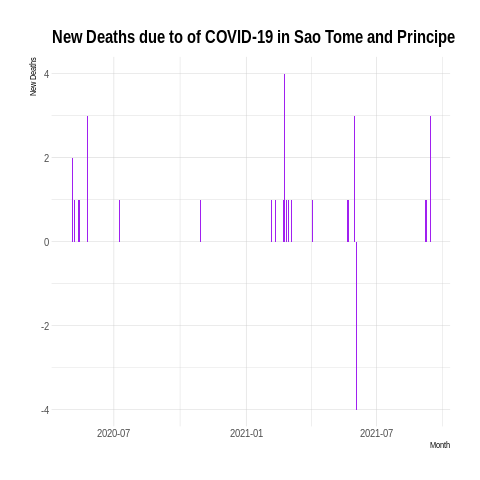 New Deaths due to of COVID-19 in Sao Tome and Principe
New Deaths
4
2
0
-2
-4
2020-07
2021-01
2021-07
Month